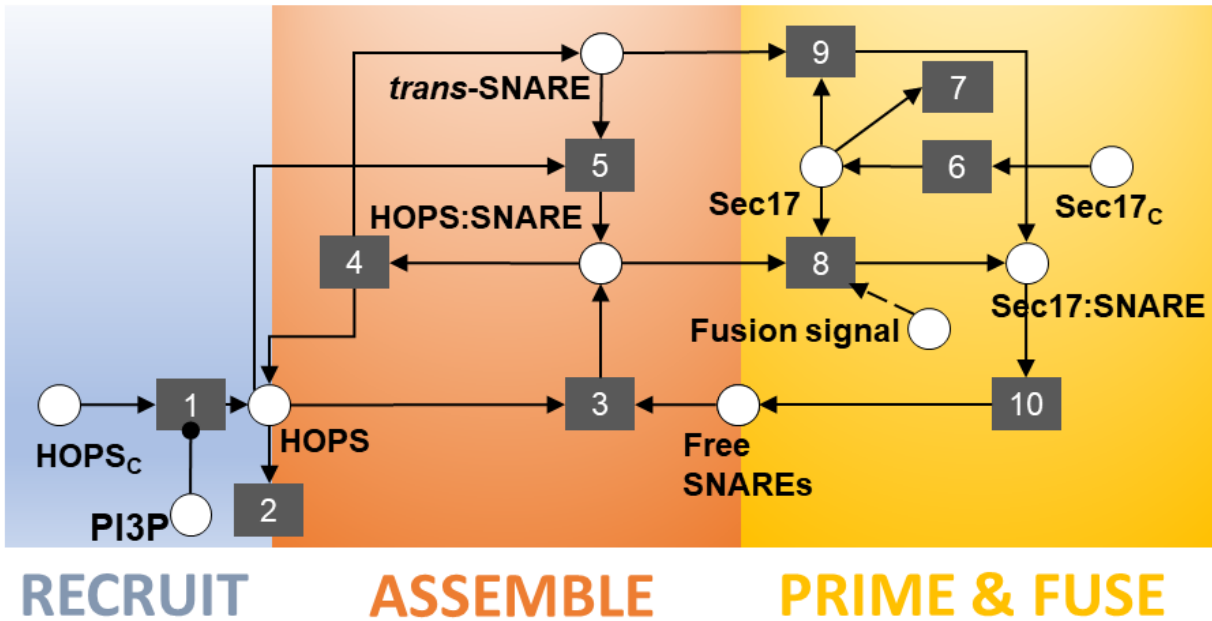 trans-SNARE
9
7
5
6
Sec17
Sec17C
HOPS:SNARE
4
8
Sec17:SNARE
Fusion signal
1
3
10
HOPSC
HOPS
Free
SNAREs
2
PI3P
RECRUIT
ASSEMBLE
PRIME & FUSE